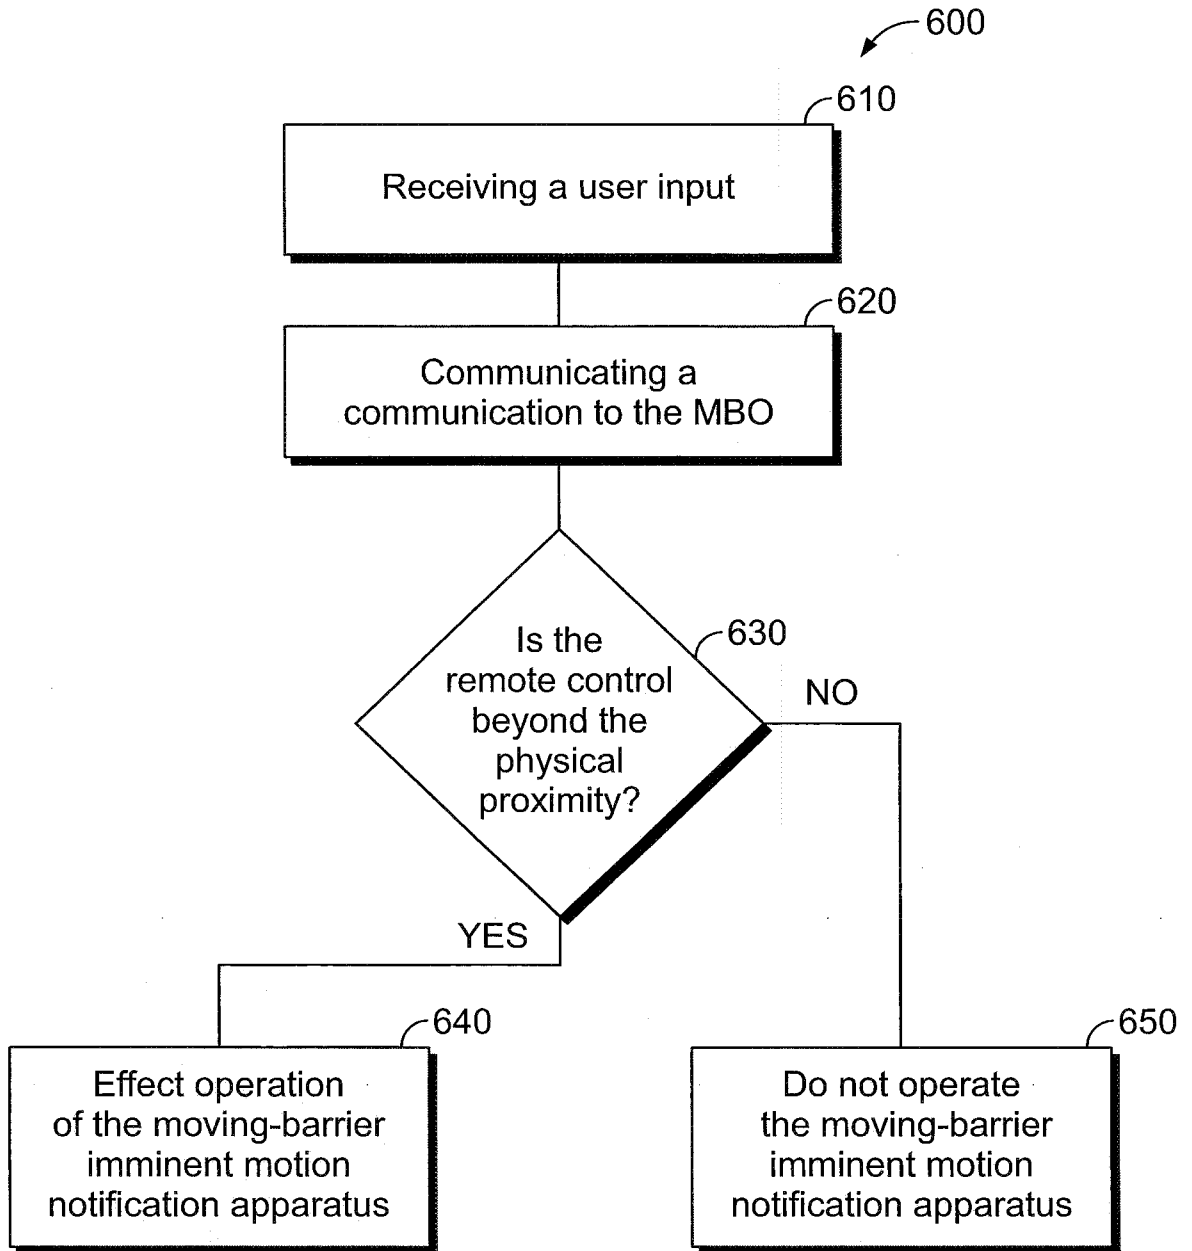 600
610
Receiving a user input
620
Communicating a
communication to the MBO
630
Is the
remote control
beyond the
physical
proximity?
NO
YES
640
Effect operation
of the moving-barrier
imminent motion
notification apparatus
650
Do not operate
the moving-barrier
imminent motion
notification apparatus